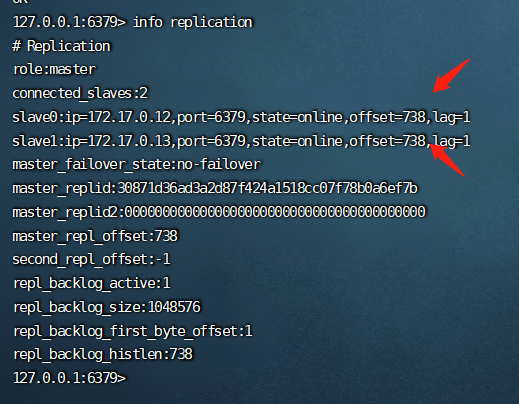 127.0.0.1:6379> info replication
# Replication
role:master
connected_slaves:2
slave0:ip=172.17.0.12,port=6379,state=online,offset=738,lag=1
slave1:ip=172.17.0.13,port=6379,state=online,offset=738,lag=1
master_failover_state:no-failover
master_replid:30871d36ad3a2d87f424a1518cc07f78b0a6ef7b
master_replid2:0000000000000000000000000000000000000000
master_repl_offset:738
second_repl_offset:-1
repl_backlog_active:1
repl_backlog_size:1048576
repl_backlog_first_byte_offset:1
repl_backlog_histlen:738
127.0.0.1:6379>